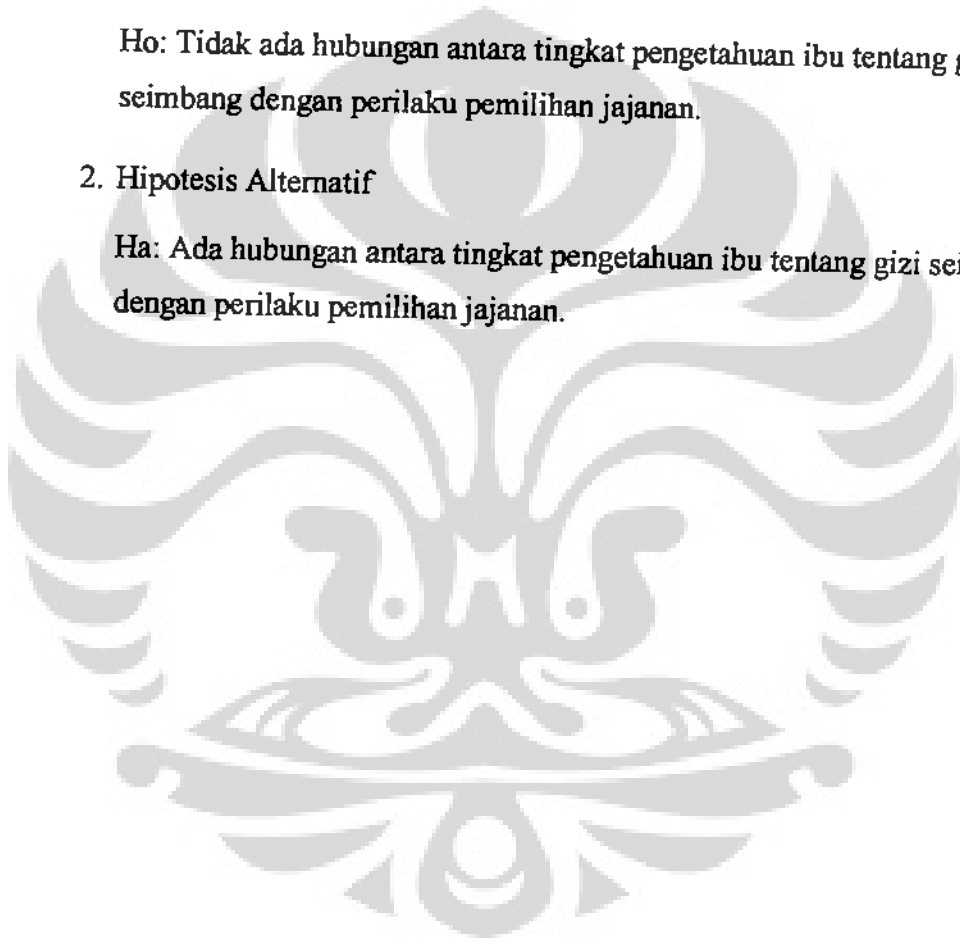 Ho: Tidak ada hubungan antara tingkat pengetahuan ibu tentang
seimbang dengan perilaku pemilihan jajanan.
2. Hipotesis Alternatif
Ha: Ada hubungan antara tingkat pengetahuan ibu tentang gizi
dengan perilaku pemilihan jajanan.